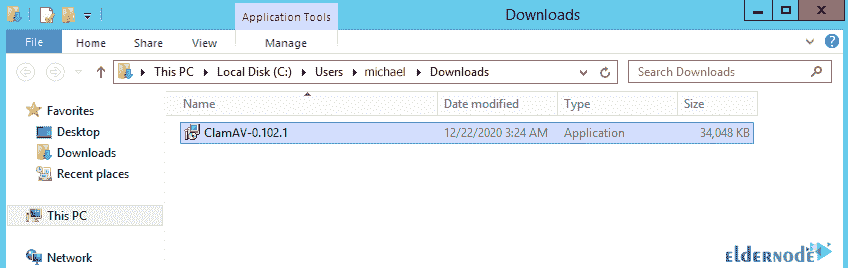 Application Tools
Downloads
File
Home
Share
View
Manage
This PC
Local Disk (C:)
Users
michael
Downloads
Search Downloads
Favorites
Desktop
Downloads
Recent places
This PC
Network
Name
Date modified
Type
Size
ClamAV-0.102.1
12/22/2020 3:24 AM
Application
34,048 KB
eldernode